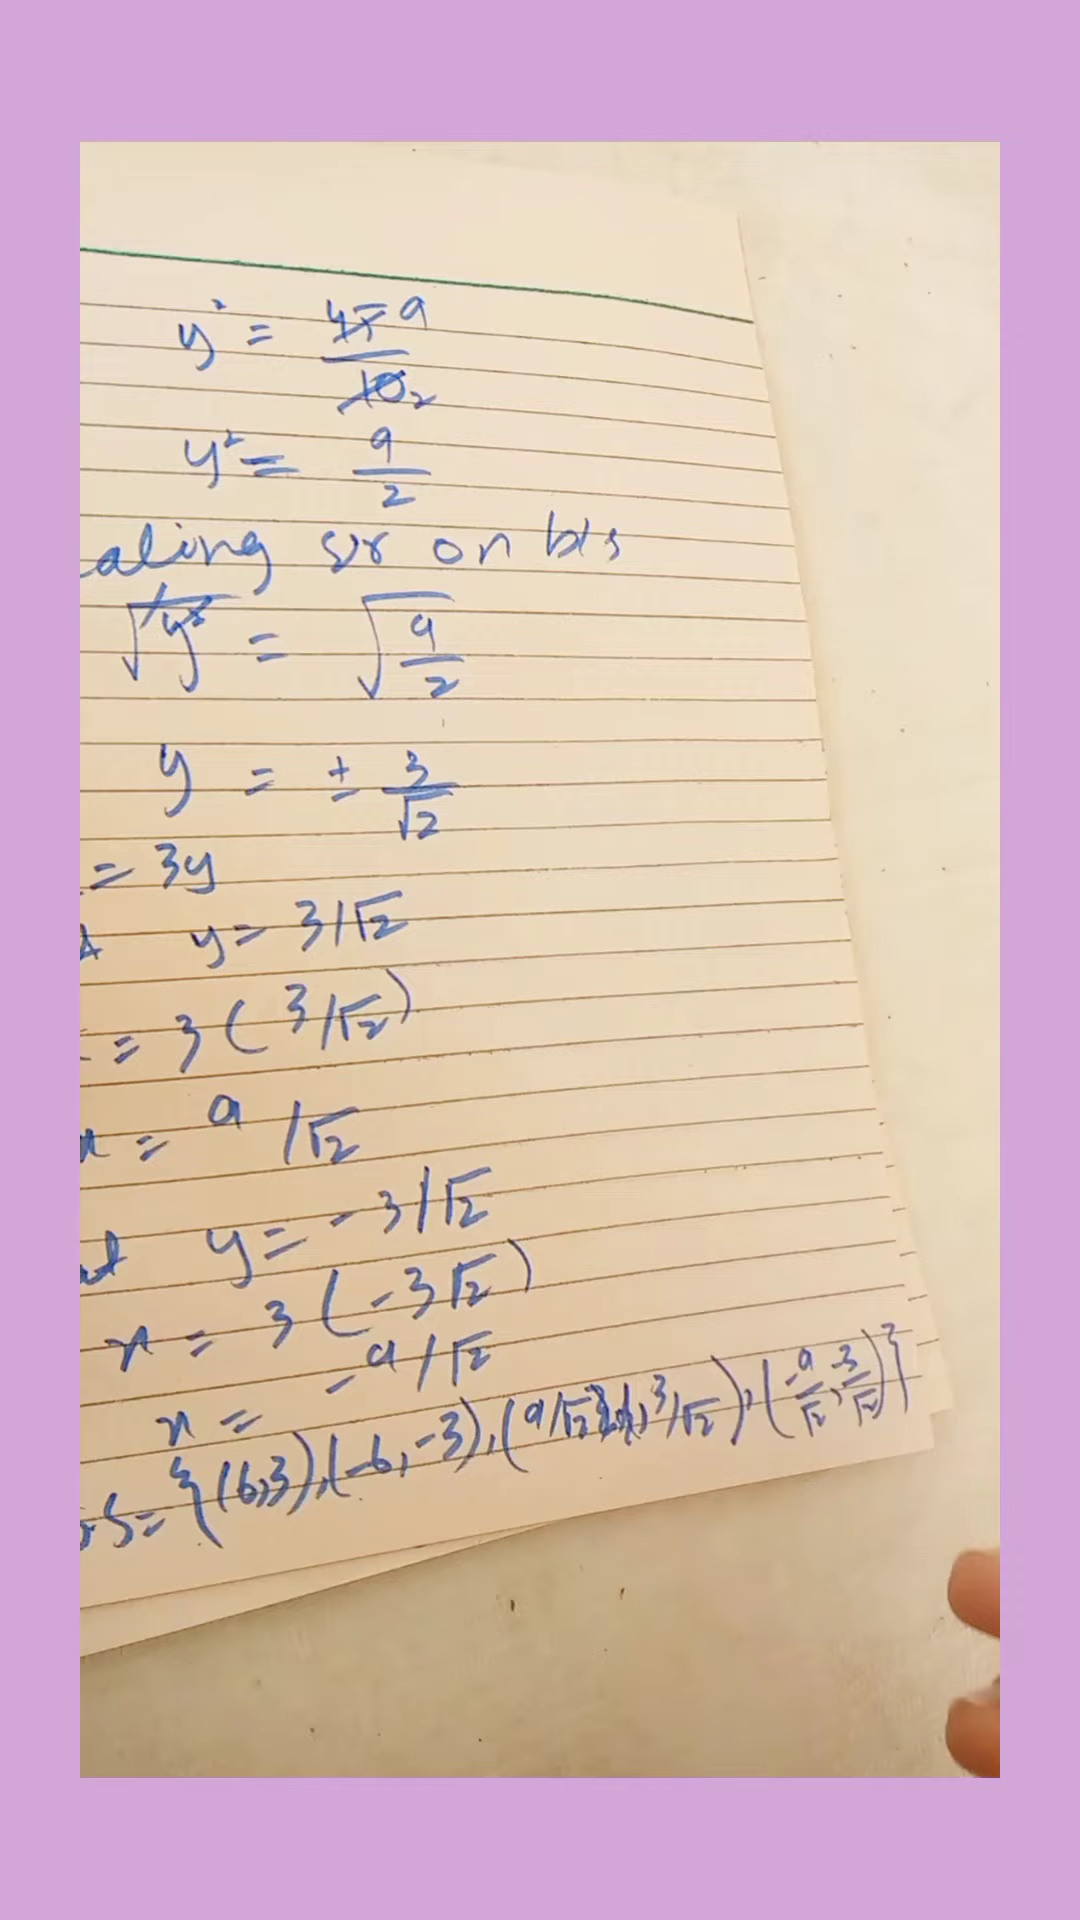 y² = 45 9 / 10 2
y² = 9/2
aling sr on b/s
√y² = √9/2
y = ± 3/√2
= 3y
y = 3/√2
= 3 ( 3/√2 )
x = 9 /√2
y = - 3/√2
x = 3 ( -3√2 )
x = -9/√2
S = {(6,3),(-6,-3),(9/√2, 3/√2),(-9/√2, -3/√2)}